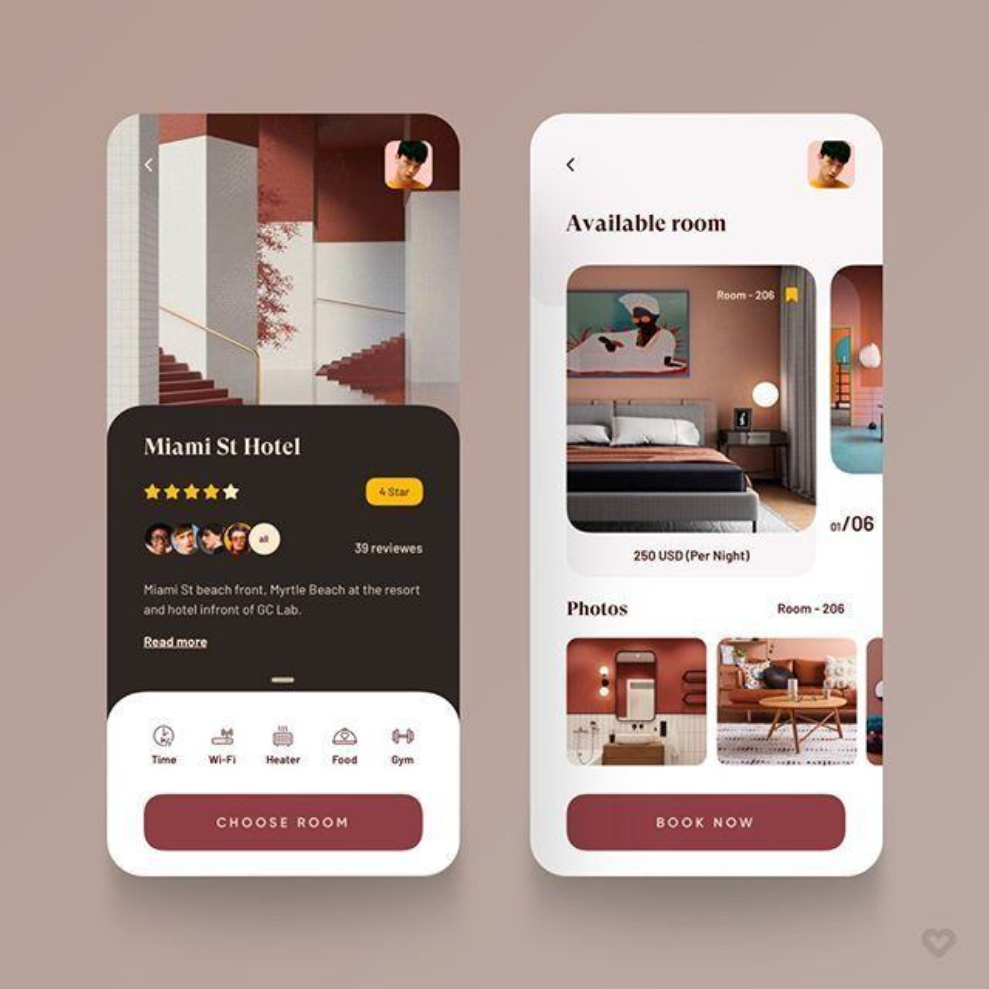 Miami St Hotel
4 Star
all
39 reviewes
Miami St beach front, Myrtle Beach at the resort
and hotel infront of GC Lab.
Read more
Time
Wi-Fi
Heater
Food
Gym
CHOOSE ROOM
Available room
Room - 206
01/06
250 USD (Per Night)
Photos
Room - 206
BOOK NOW